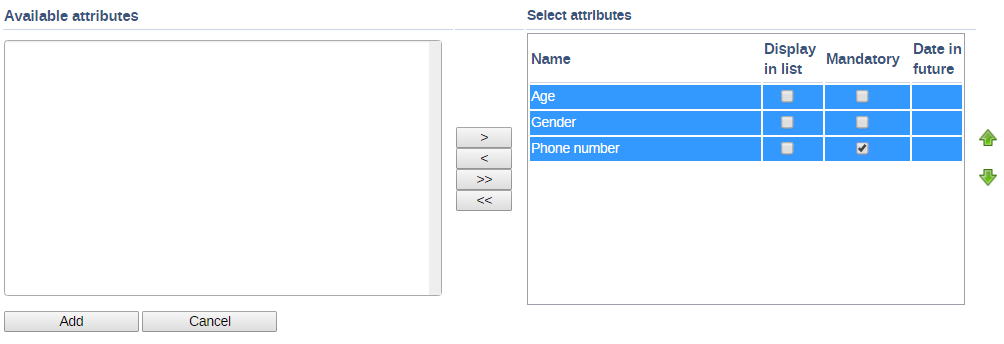 Available attributes
Select attributes
Name
Display in list
Mandatory
Date in future
Age
Gender
Phone number
>
<
>>
<<
Add
Cancel